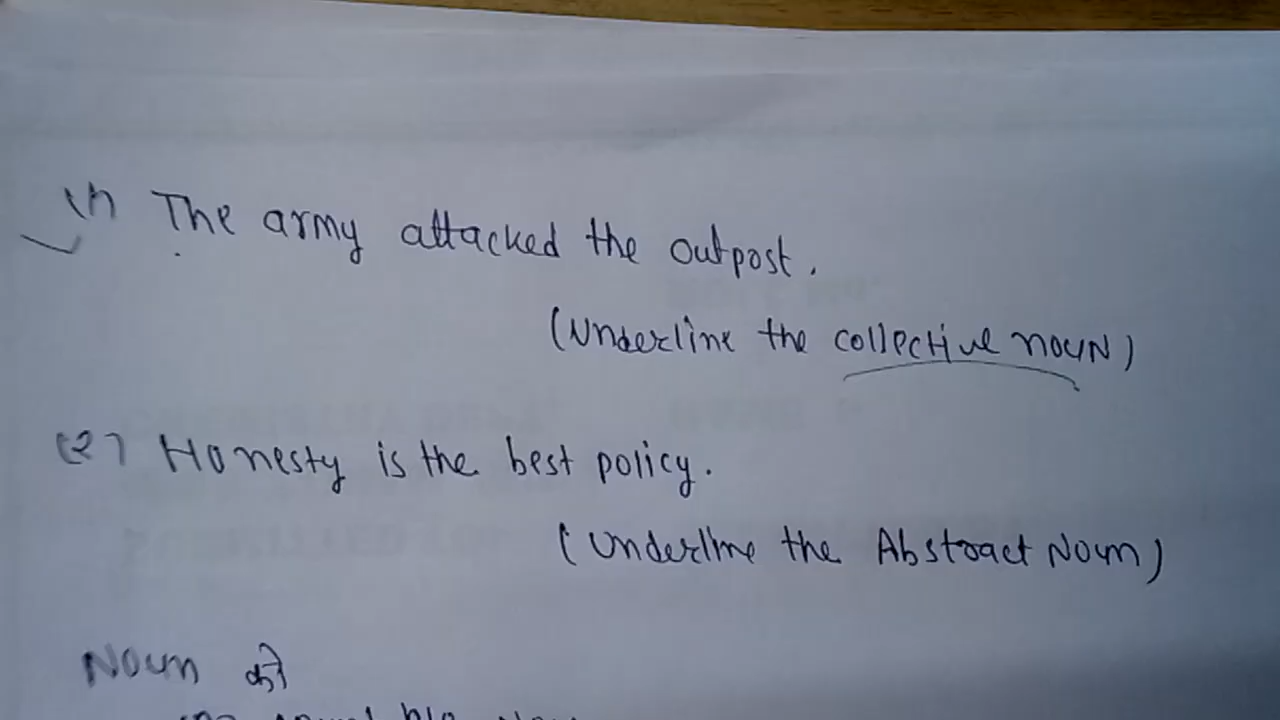 (1) The army attacked the outpost.
(Underline the collective noun)
(2) Honesty is the best policy.
(Underline the Abstract Noun)
Noun को